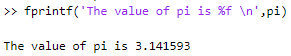 >> fprintf('The value of pi is %f \n',pi)
The value of pi is 3.141593